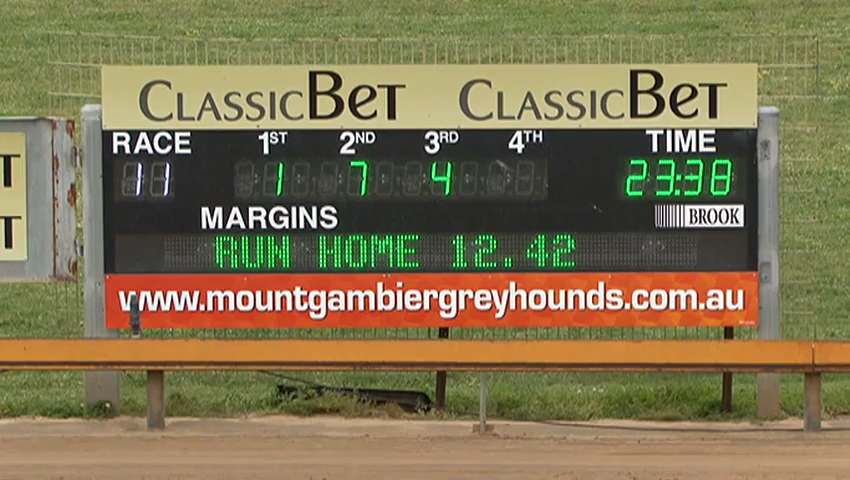 CLASSICBET CLASSICBET
RACE 1ST 2ND 3RD 4TH TIME
11 1 7 4 23:38
MARGINS BROOK
RUN HOME 12.42
www.mountgambiergreyhounds.com.au
T
T